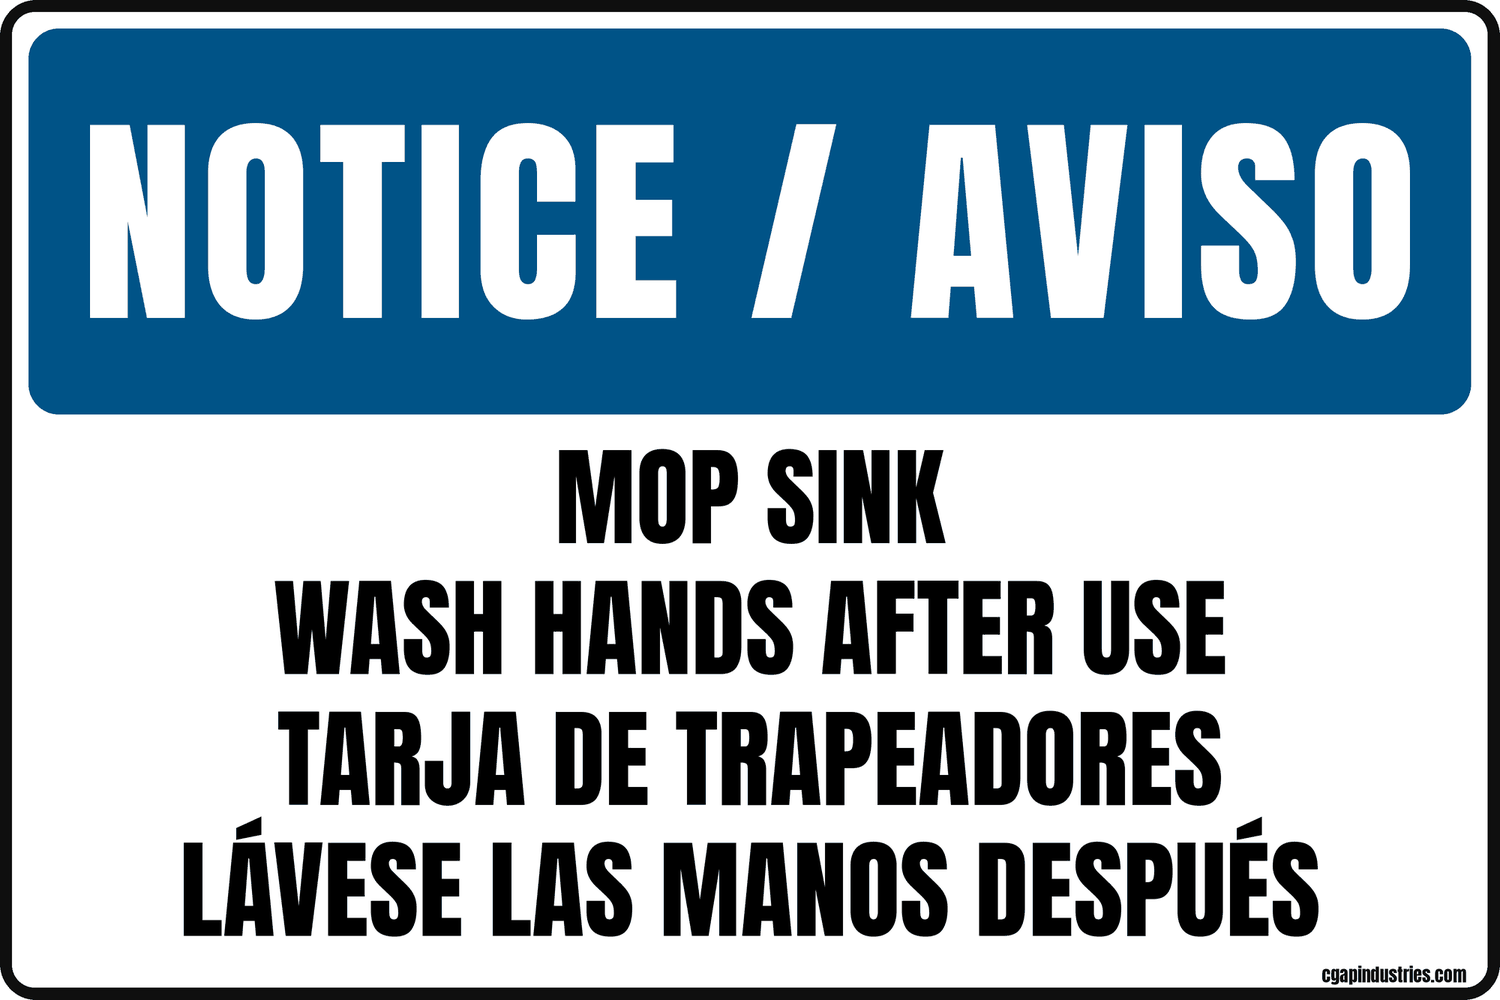 NOTICE / AVISO
MOP SINK
WASH HANDS AFTER USE
TARJA DE TRAPEADORES
LÁVESE LAS MANOS DESPUÉS
cgapindustries.com